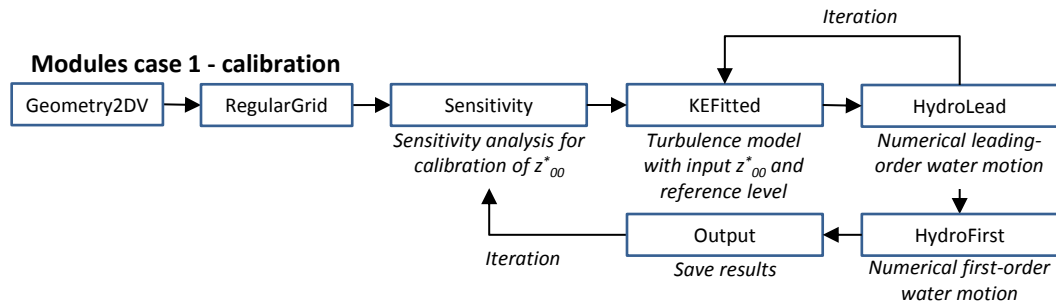 Iteration
Modules case 1 - calibration
Geometry2DV
RegularGrid
Sensitivity
KEFitted
HydroLead
Sensitivity analysis for
calibration of z*00
Turbulence model
with input z*00 and
reference level
Numerical leading-
order water motion
Iteration
Output
HydroFirst
Save results
Numerical first-order
water motion